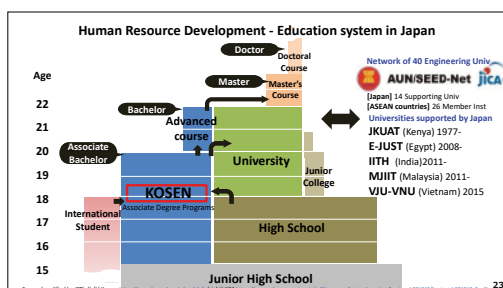 Human Resource Development - Education system in Japan
Doctor
Doctoral
Course
Master
Master's
Course
Age
22
21
20
19
18
17
16
15
Bachelor
Advanced
course
Associate
Bachelor
University
Junior
College
KOSEN
Associate Degree Programs
International
Student
High School
Junior High School
Network of 40 Engineering Univ
AUN/SEED-Net
jICA
[Japan] 14 Supporting Univ
[ASEAN countries] 26 Member Inst
Universities supported by Japan
JKUAT (Kenya) 1977-
E-JUST (Egypt) 2008-
IITH (India)2011-
MJIIT (Malaysia) 2011-
VJU-VNU (Vietnam) 2015
23